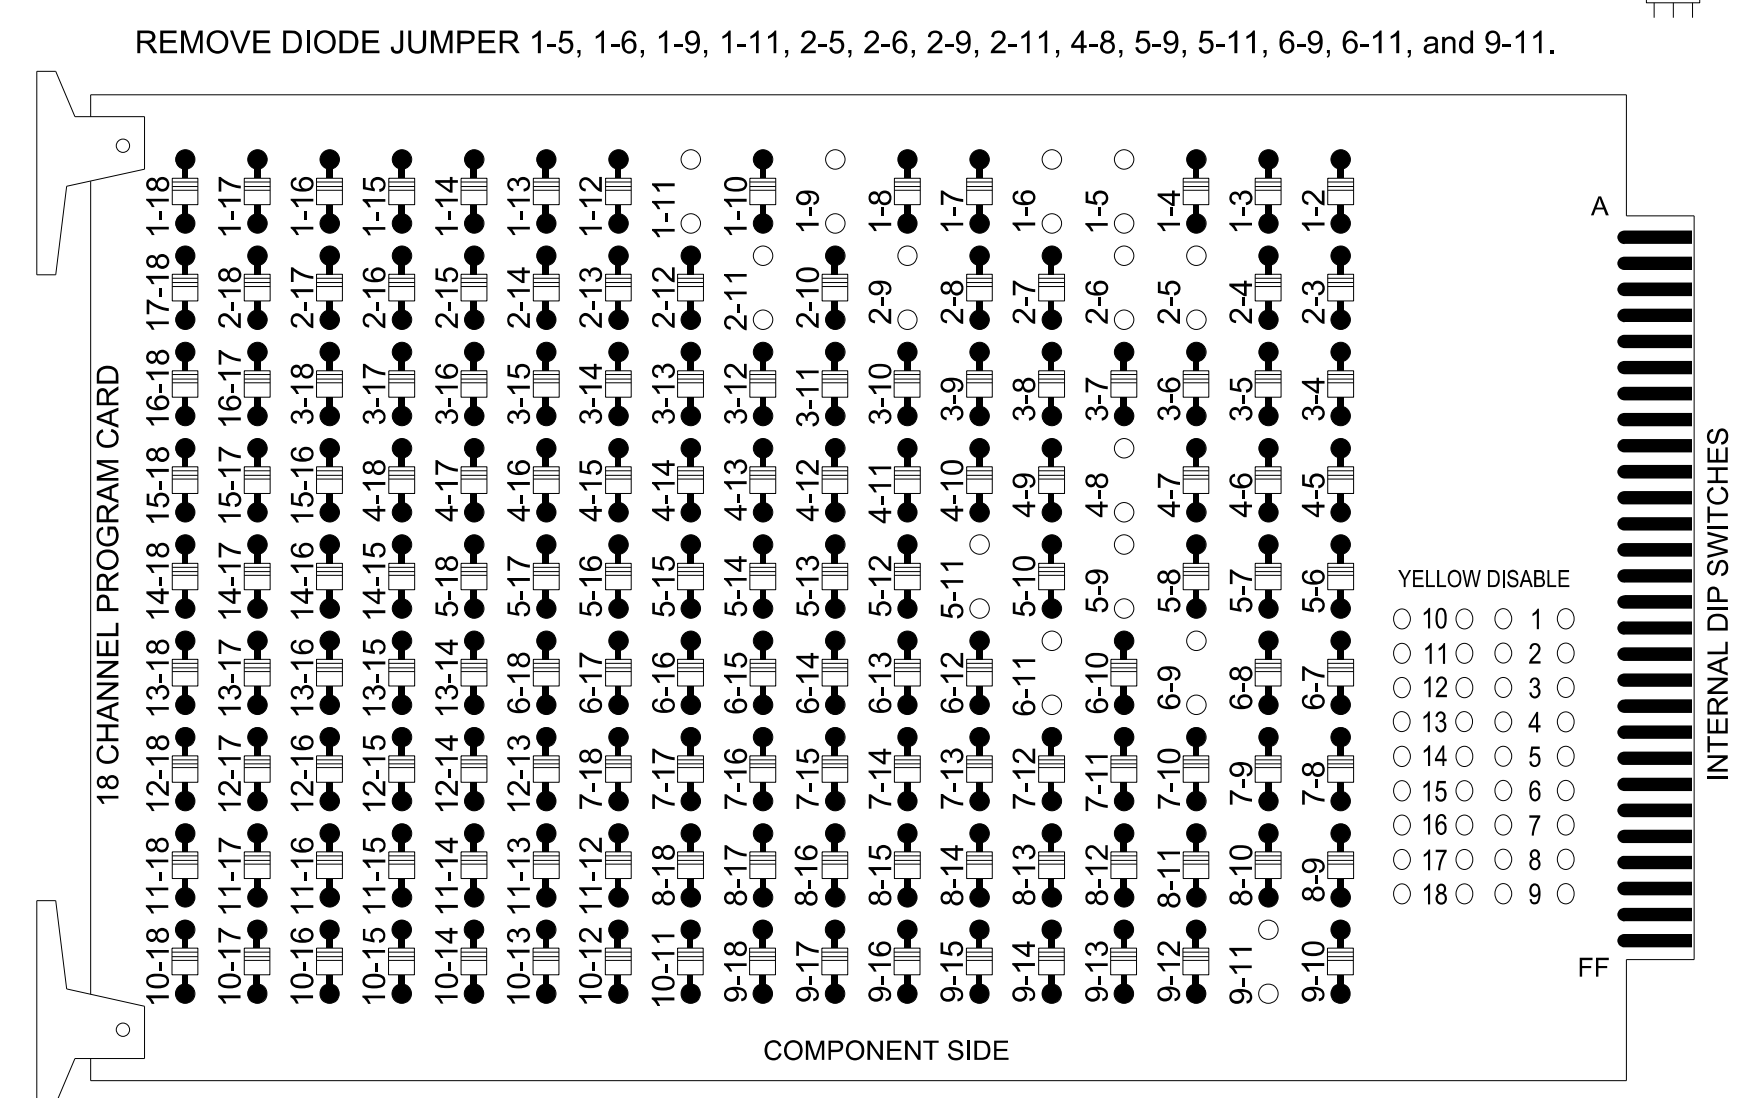 REMOVE DIODE JUMPER 1-5, 1-6, 1-9, 1-11, 2-5, 2-6, 2-9, 2-11, 4-8, 5-9, 5-11, 6-9, 6-11, and 9-11.
18 CHANNEL PROGRAM CARD
1-18 1-17 1-16 1-15 1-14 1-13 1-12 1-11 1-10 1-9 1-8 1-7 1-6 1-5 1-4 1-3 1-2
17-18 2-18 2-17 2-16 2-15 2-14 2-13 2-12 2-11 2-10 2-9 2-8 2-7 2-6 2-5 2-4 2-3
16-18 16-17 3-18 3-17 3-16 3-15 3-14 3-13 3-12 3-11 3-10 3-9 3-8 3-7 3-6 3-5 3-4
15-18 15-17 15-16 4-18 4-17 4-16 4-15 4-14 4-13 4-12 4-11 4-10 4-9 4-8 4-7 4-6 4-5
14-18 14-17 14-16 14-15 5-18 5-17 5-16 5-15 5-14 5-13 5-12 5-11 5-10 5-9 5-8 5-7 5-6
13-18 13-17 13-16 13-15 13-14 6-18 6-17 6-16 6-15 6-14 6-13 6-12 6-11 6-10 6-9 6-8 6-7
12-18 12-17 12-16 12-15 12-14 12-13 7-18 7-17 7-16 7-15 7-14 7-13 7-12 7-11 7-10 7-9 7-8
11-18 11-17 11-16 11-15 11-14 11-13 11-12 8-18 8-17 8-16 8-15 8-14 8-13 8-12 8-11 8-10 8-9
10-18 10-17 10-16 10-15 10-14 10-13 10-12 10-11 9-18 9-17 9-16 9-15 9-14 9-13 9-12 9-11 9-10
YELLOW DISABLE
10 1
11 2
12 3
13 4
14 5
15 6
16 7
17 8
18 9
A
FF
INTERNAL DIP SWITCHES
COMPONENT SIDE